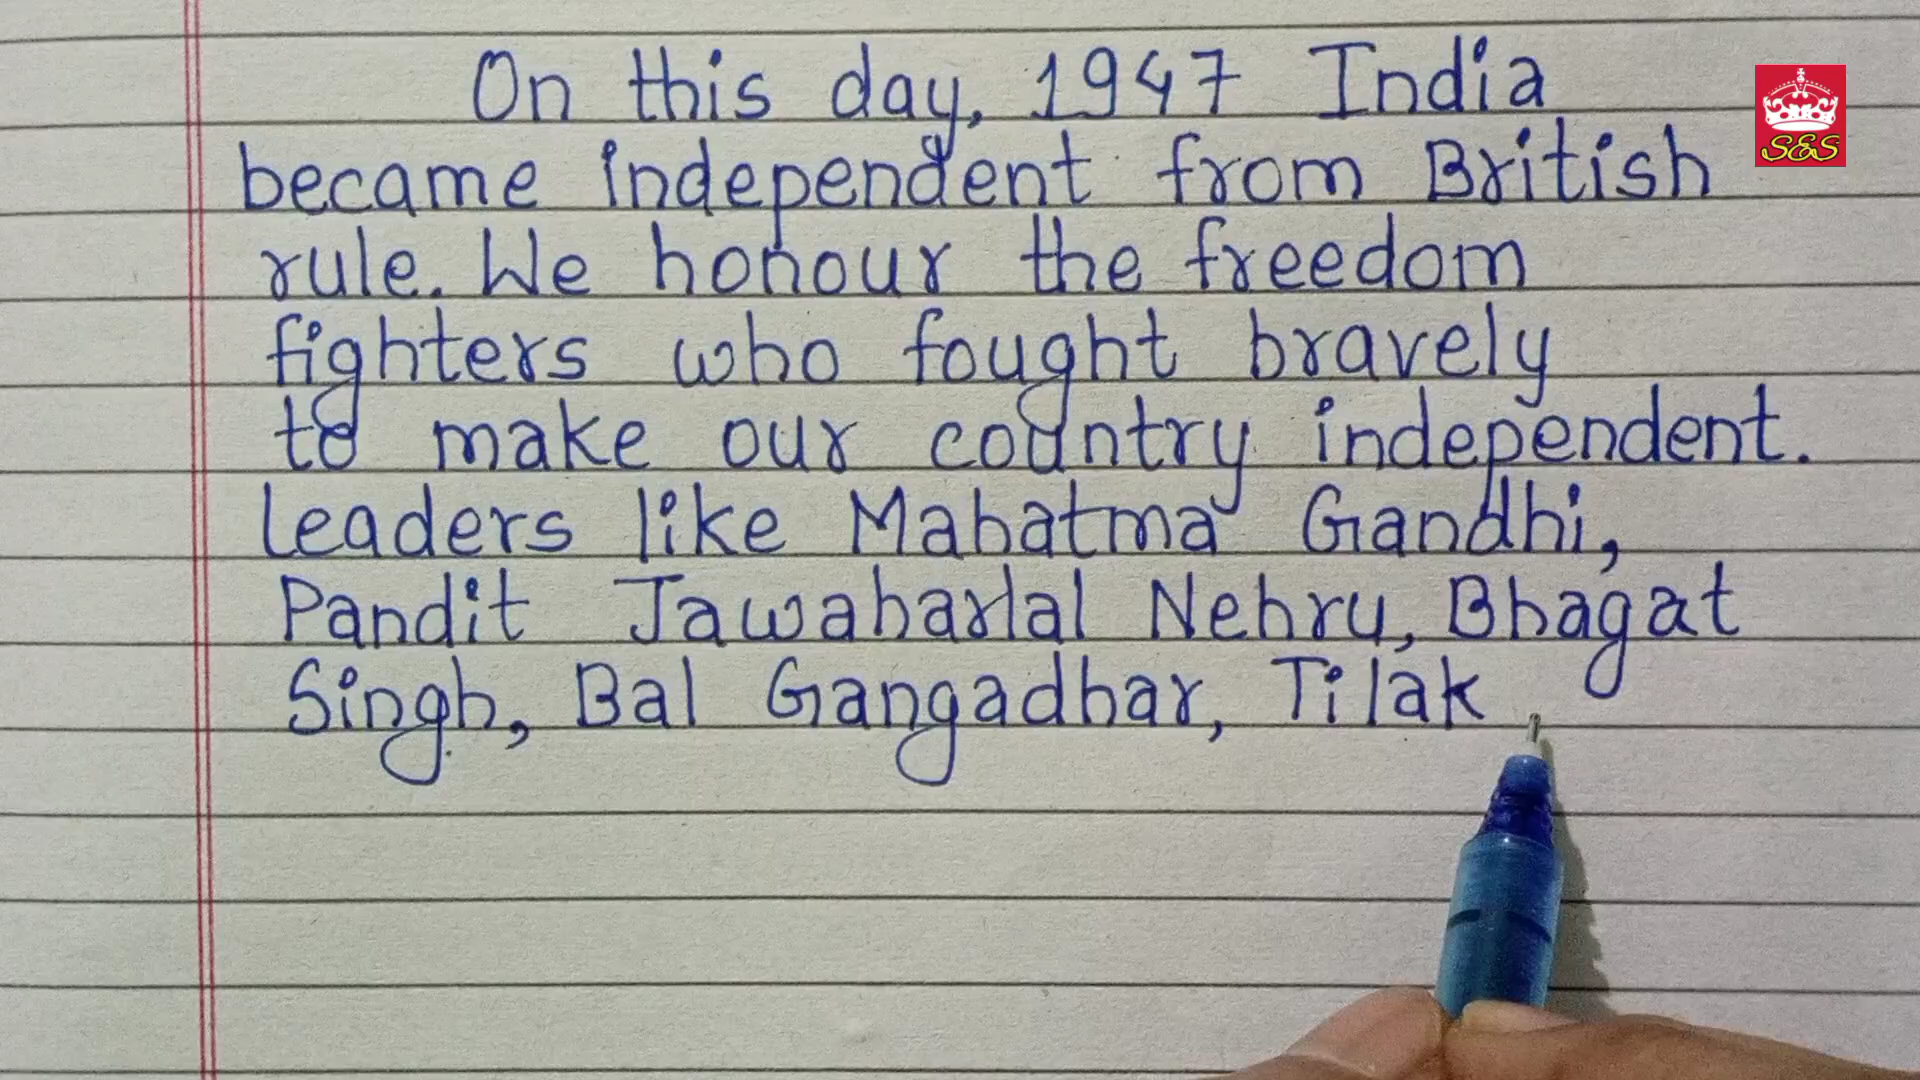 On this day, 1947 India
became independent from British
rule. We honour the freedom
fighters who fought bravely
to make our country independent.
leaders like Mahatma Gandhi,
Pandit Jawaharlal Nehru, Bhagat
Singh, Bal Gangadhar, Tilak
S&S